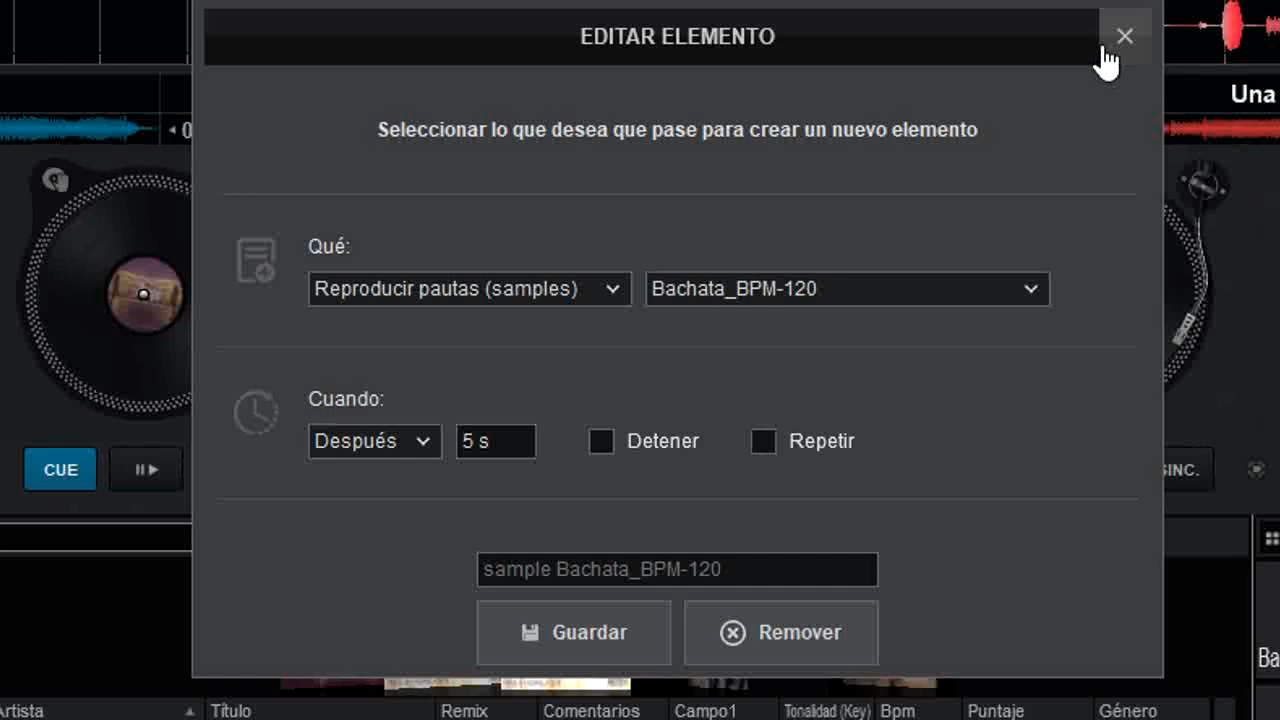 EDITAR ELEMENTO
Una
Seleccionar lo que desea que pase para crear un nuevo elemento
Qué:
Reproducir pautas (samples) Bachata_BPM-120
Cuando:
Después 5 s Detener Repetir
CUE SINC.
sample Bachata_BPM-120
Guardar Remover
Ba
Artista Título Remix Comentarios Campo1 Tonalidad (Key) Bpm Puntaje Género